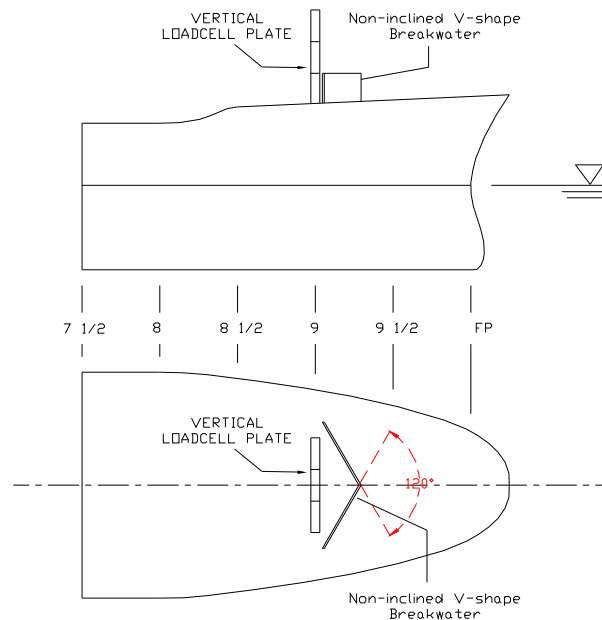 VERTICAL
LOADCELL PLATE
Non-inclined V-shape
Breakwater
7 1/2
8
8 1/2
9
9 1/2
FP
VERTICAL
LOADCELL PLATE
120°
Non-inclined V-shape
Breakwater